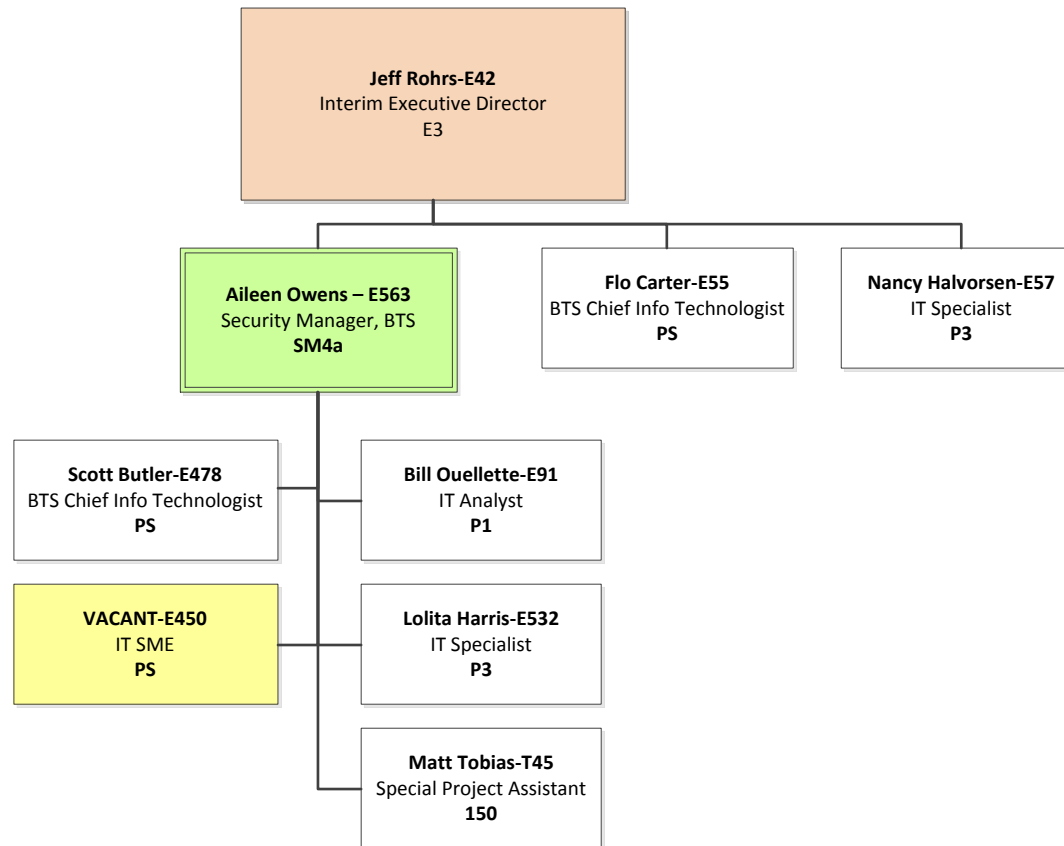 Jeff Rohrs-E42
Interim Executive Director
E3
Aileen Owens – E563
Security Manager, BTS
SM4a
Flo Carter-E55
BTS Chief Info Technologist
PS
Nancy Halvorsen-E57
IT Specialist
P3
Scott Butler-E478
BTS Chief Info Technologist
PS
Bill Ouellette-E91
IT Analyst
P1
VACANT-E450
IT SME
PS
Lolita Harris-E532
IT Specialist
P3
Matt Tobias-T45
Special Project Assistant
150